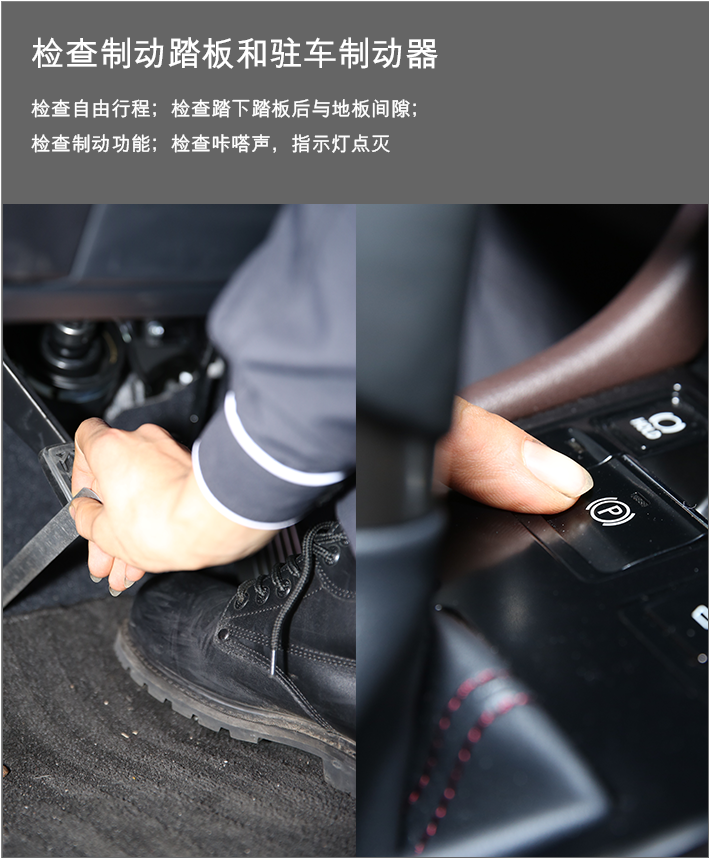 检查制动踏板和驻车制动器
检查自由行程；检查踏下踏板后与地板间隙；
检查制动功能；检查咔嗒声，指示灯点灭
HOLD
P